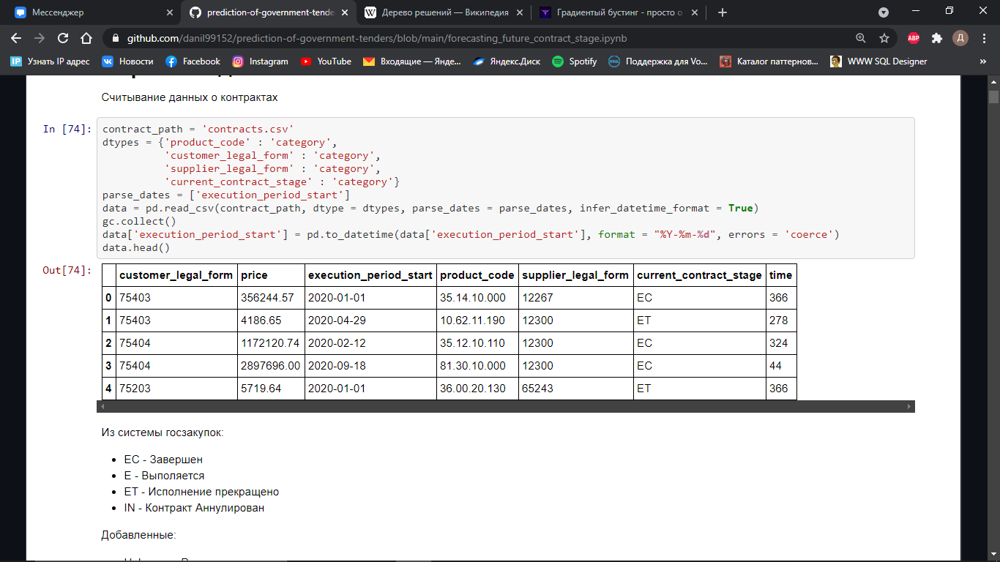 Мессенджер
prediction-of-government-tende
Дерево решений — Википедия
Градиентый бустинг - просто о
github.com/danil99152/prediction-of-government-tenders/blob/main/forecasting_future_contract_stage.ipynb
ABP
Д
IP Узнать IP адрес
Новости
Facebook
Instagram
YouTube
Входящие — Янде...
Яндекс.Диск
Spotify
Поддержка для Vo...
Каталог паттернов...
WWW SQL Designer
»
Считывание данных о контрактах
In [74]:
contract_path = 'contracts.csv'
dtypes = {'product_code' : 'category',
'customer_legal_form' : 'category',
'supplier_legal_form' : 'category',
'current_contract_stage' : 'category'}
parse_dates = ['execution_period_start']
data = pd.read_csv(contract_path, dtype = dtypes, parse_dates = parse_dates, infer_datetime_format = True)
gc.collect()
data['execution_period_start'] = pd.to_datetime(data['execution_period_start'], format = "%Y-%m-%d", errors = 'coerce')
data.head()
Out[74]:
customer_legal_form price execution_period_start product_code supplier_legal_form current_contract_stage time
0 75403 356244.57 2020-01-01 35.14.10.000 12267 EC 366
1 75403 4186.65 2020-04-29 10.62.11.190 12300 ET 278
2 75404 1172120.74 2020-02-12 35.12.10.110 12300 EC 324
3 75404 2897696.00 2020-09-18 81.30.10.000 12300 EC 44
4 75203 5719.64 2020-01-01 36.00.20.130 65243 ET 366
Из системы госзакупок:
• EC - Завершен
• E - Выполяется
• ET - Исполнение прекращено
• IN - Контракт Аннулирован
Добавленные: